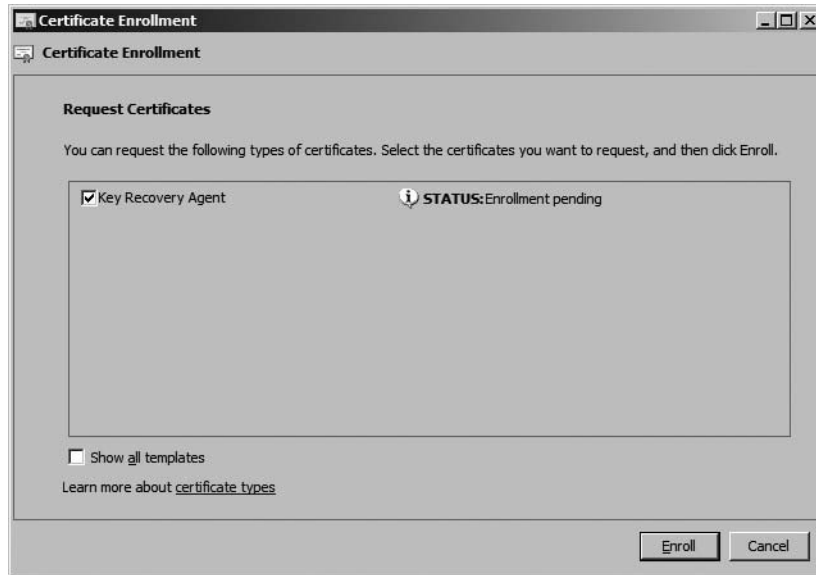 Certificate Enrollment
Certificate Enrollment
Request Certificates
You can request the following types of certificates. Select the certificates you want to request, and then click Enroll.
Key Recovery Agent STATUS:Enrollment pending
Show all templates
Learn more about certificate types
Enroll Cancel